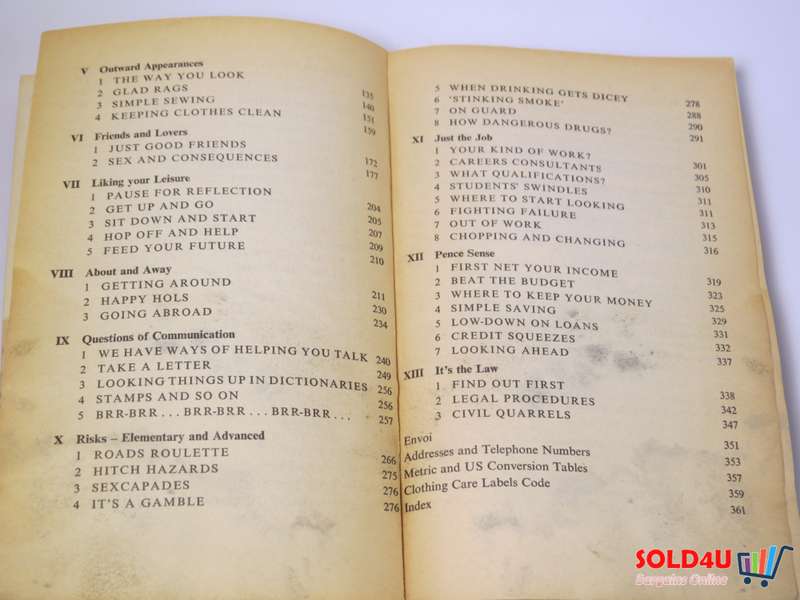 V Outward Appearances
1 THE WAY YOU LOOK 135
2 GLAD RAGS 140
3 SIMPLE SEWING 151
4 KEEPING CLOTHES CLEAN 159
VI Friends and Lovers
1 JUST GOOD FRIENDS 172
2 SEX AND CONSEQUENCES 177
VII Liking your Leisure
1 PAUSE FOR REFLECTION 204
2 GET UP AND GO 205
3 SIT DOWN AND START 207
4 HOP OFF AND HELP 209
5 FEED YOUR FUTURE 210
VIII About and Away
1 GETTING AROUND 211
2 HAPPY HOLS 230
3 GOING ABROAD 234
IX Questions of Communication
1 WE HAVE WAYS OF HELPING YOU TALK 240
2 TAKE A LETTER 249
3 LOOKING THINGS UP IN DICTIONARIES 256
4 STAMPS AND SO ON 256
5 BRR-BRR . . . BRR-BRR . . . BRR-BRR . . . 257
X Risks – Elementary and Advanced
1 ROADS ROULETTE 266
2 HITCH HAZARDS 275
3 SEXCAPADES 276
4 IT'S A GAMBLE 276
5 WHEN DRINKING GETS DICEY 278
6 'STINKING SMOKE' 288
7 ON GUARD 290
8 HOW DANGEROUS DRUGS? 291
XI Just the Job
1 YOUR KIND OF WORK? 301
2 CAREERS CONSULTANTS 305
3 WHAT QUALIFICATIONS? 310
4 STUDENTS' SWINDLES 311
5 WHERE TO START LOOKING 311
6 FIGHTING FAILURE 313
7 OUT OF WORK 315
8 CHOPPING AND CHANGING 316
XII Pence Sense
1 FIRST NET YOUR INCOME 319
2 BEAT THE BUDGET 323
3 WHERE TO KEEP YOUR MONEY 325
4 SIMPLE SAVING 329
5 LOW-DOWN ON LOANS 331
6 CREDIT SQUEEZES 332
7 LOOKING AHEAD 337
XIII It's the Law
1 FIND OUT FIRST 338
2 LEGAL PROCEDURES 342
3 CIVIL QUARRELS 347
Envoi 351
Addresses and Telephone Numbers 353
Metric and US Conversion Tables 357
Clothing Care Labels Code 359
Index 361
SOLD4U
Bargains Online